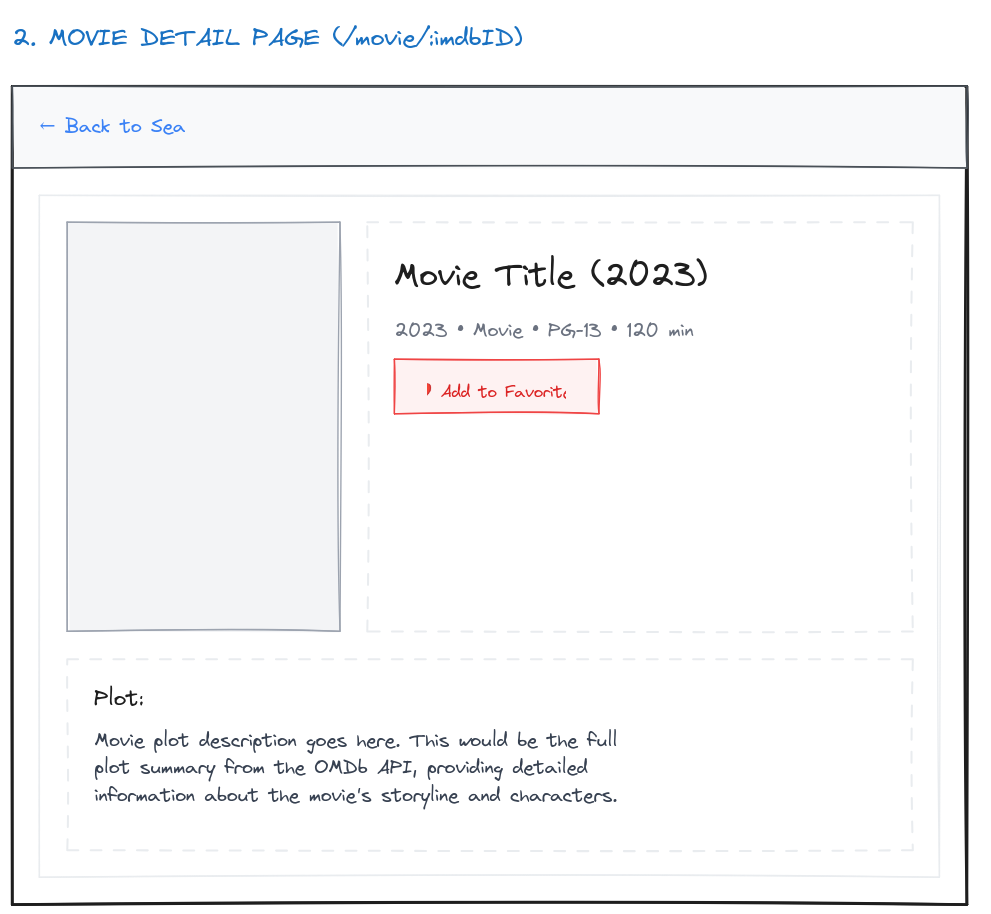 2. MOVIE DETAIL PAGE (/movie/:imdbID)
← Back to Sea
Movie Title (2023)
2023 • Movie • PG-13 • 120 min
Add to Favorit
Plot:
Movie plot description goes here. This would be the full
plot summary from the OMDb API, providing detailed
information about the movie's storyline and characters.